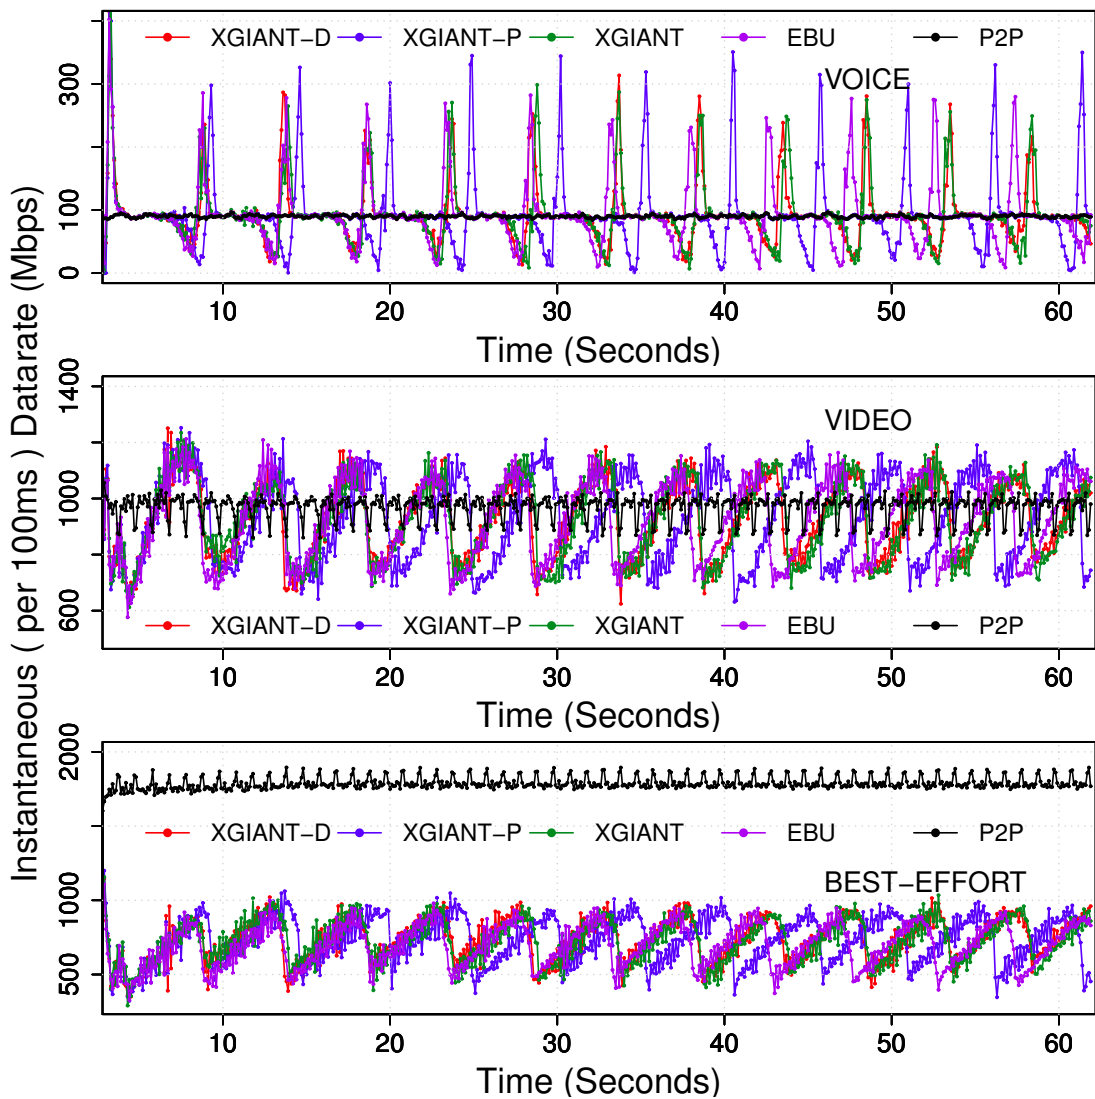 Instantaneous ( per 100ms ) Datarate (Mbps)
XGIANT−D XGIANT−P XGIANT EBU P2P
VOICE
300
100
0
10 20 30 40 50 60
Time (Seconds)
1400
VIDEO
1000
600
XGIANT−D XGIANT−P XGIANT EBU P2P
10 20 30 40 50 60
Time (Seconds)
2000
XGIANT−D XGIANT−P XGIANT EBU P2P
BEST−EFFORT
1000
500
10 20 30 40 50 60
Time (Seconds)